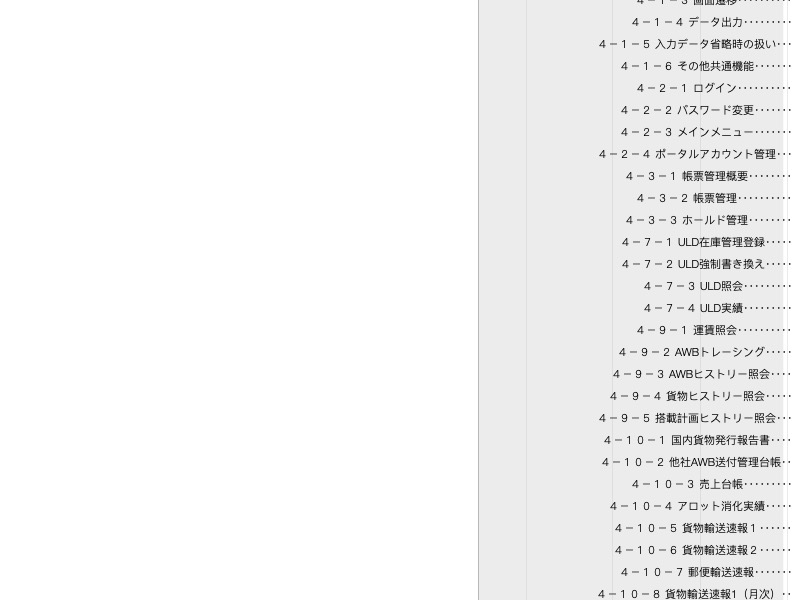 ４－１－３ 画面遷移‥‥
４－１－４ データ出力‥‥‥‥
４－１－５ 入力データ省略時の扱い‥
４－１－６ その他共通機能‥‥‥
４－２－１ ログイン‥‥‥‥‥
４－２－２ パスワード変更‥‥‥
４－２－３ メインメニュー‥‥‥
４－２－４ ポータルアカウント管理‥
４－３－１ 帳票管理概要‥‥‥‥
４－３－２ 帳票管理‥‥‥‥‥
４－３－３ ホールド管理‥‥‥‥
４－７－１ ULD在庫管理登録‥‥
４－７－２ ULD強制書き換え‥‥
４－７－３ ULD照会‥‥‥‥
４－７－４ ULD実績‥‥‥‥
４－９－１ 運賃照会‥‥‥‥‥
４－９－２ AWBトレーシング‥‥
４－９－３ AWBヒストリー照会‥‥
４－９－４ 貨物ヒストリー照会‥‥
４－９－５ 搭載計画ヒストリー照会‥
４－１０－１ 国内貨物発行報告書‥‥
４－１０－２ 他社AWB送付管理台帳‥
４－１０－３ 売上台帳‥‥‥‥
４－１０－４ アロット消化実績‥‥
４－１０－５ 貨物輸送速報１‥‥‥
４－１０－６ 貨物輸送速報２‥‥‥
４－１０－７ 郵便輸送速報‥‥‥
４－１０－８ 貨物輸送速報1（月次）‥